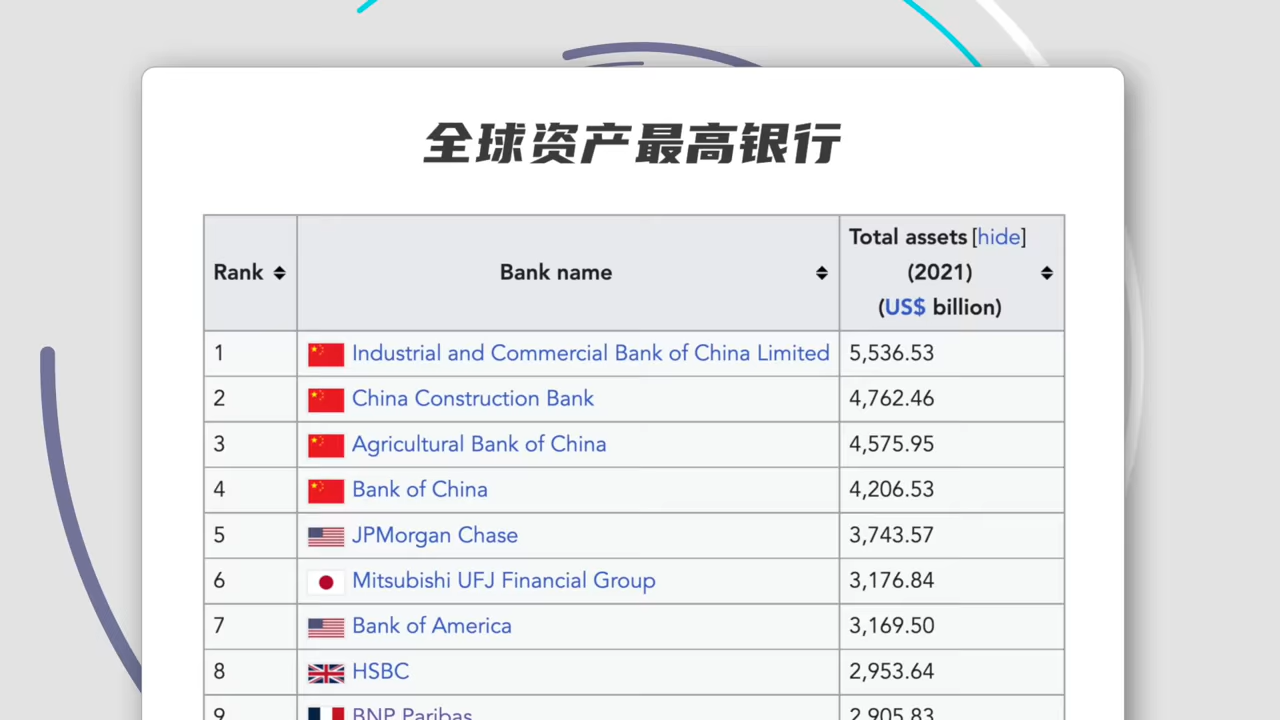 全球资产最高银行
Rank
Bank name
Total assets [hide]
(2021)
(US$ billion)
1 Industrial and Commercial Bank of China Limited 5,536.53
2 China Construction Bank 4,762.46
3 Agricultural Bank of China 4,575.95
4 Bank of China 4,206.53
5 JPMorgan Chase 3,743.57
6 Mitsubishi UFJ Financial Group 3,176.84
7 Bank of America 3,169.50
8 HSBC 2,953.64
9 BNP Paribas 2,905.83